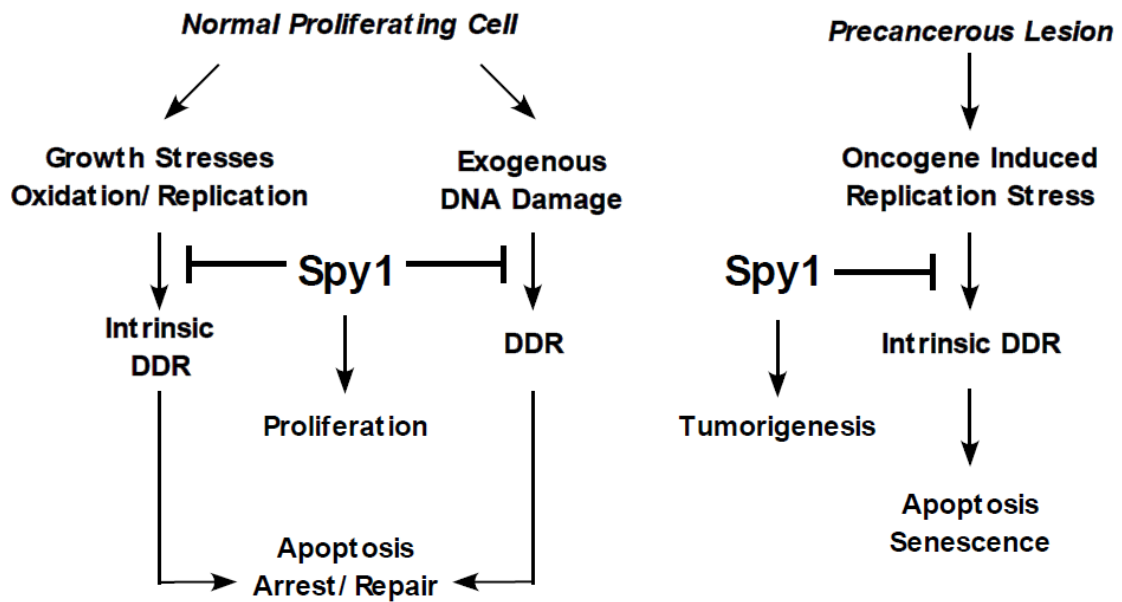 Normal Proliferating Cell
Growth Stresses
Oxidation/ Replication
Exogenous
DNA Damage
Spy1
Intrinsic
DDR
DDR
Proliferation
Apoptosis
Arrest/ Repair
Precancerous Lesion
Oncogene Induced
Replication Stress
Spy1
Intrinsic DDR
Tumorigenesis
Apoptosis
Senescence